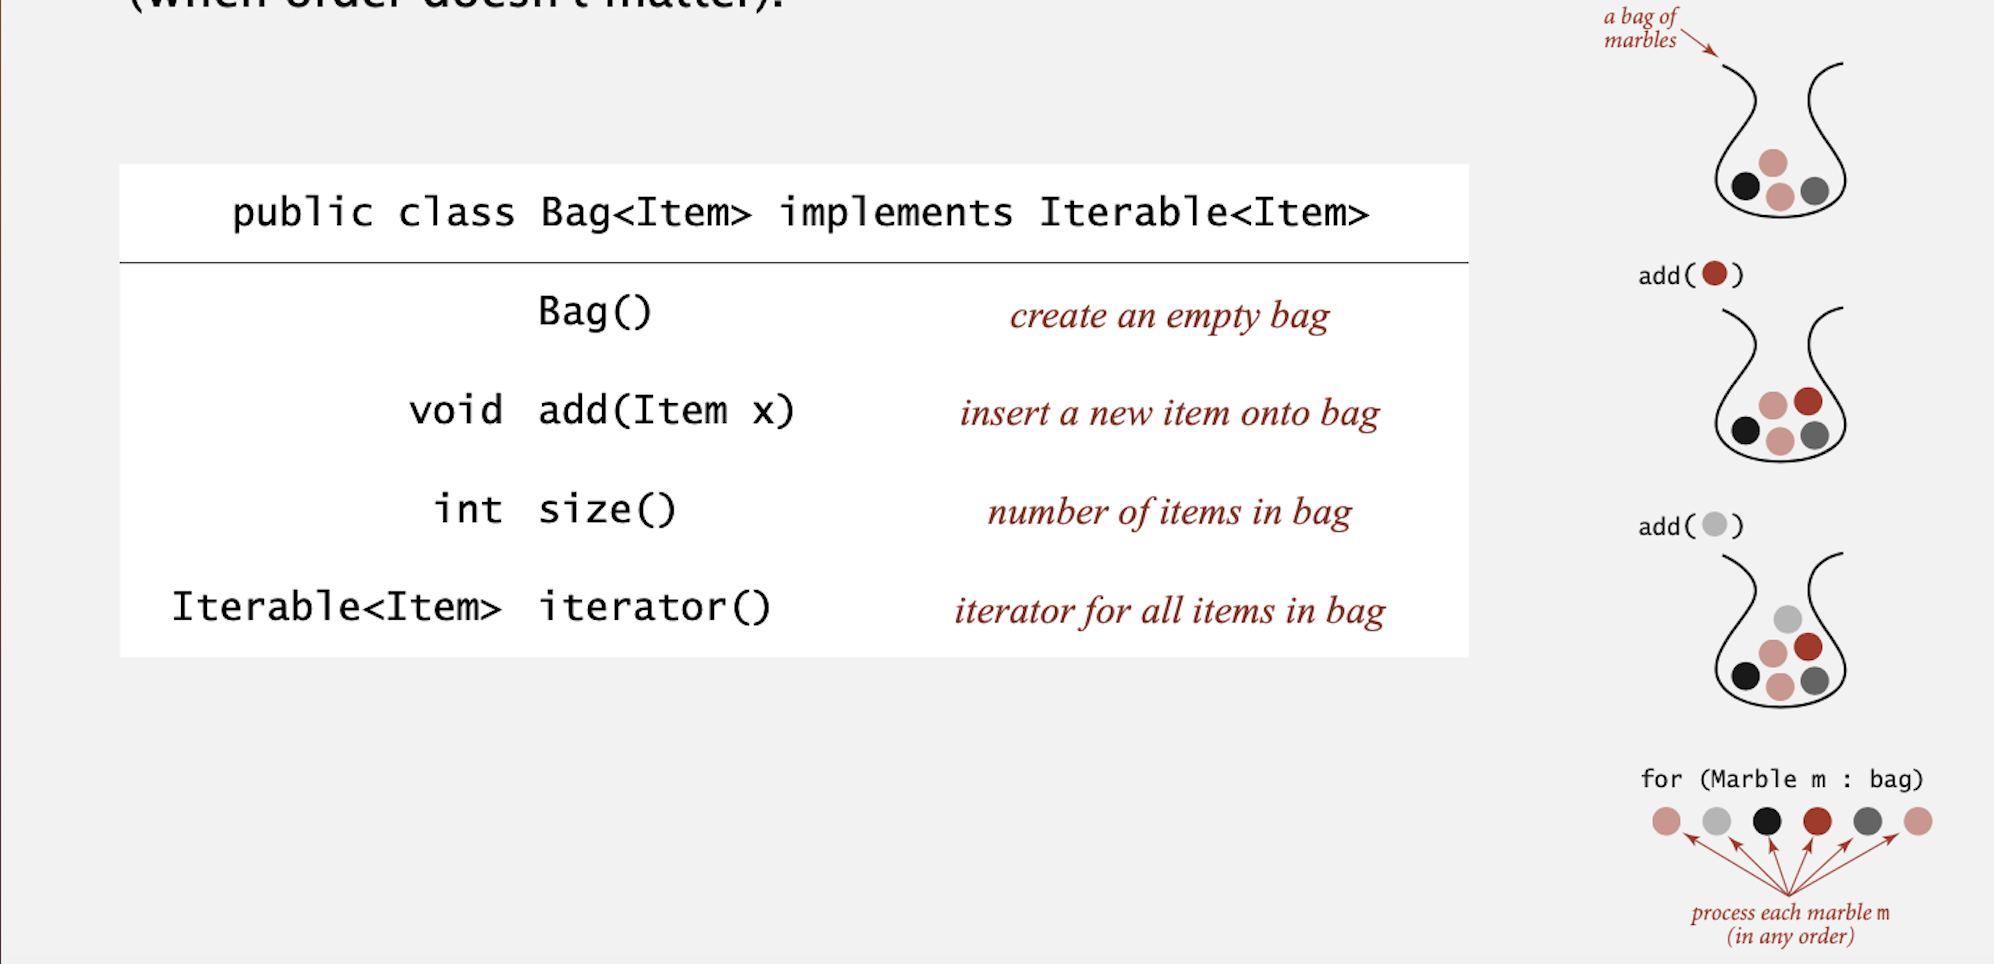 (when order doesn't matter).
public class Bag<Item> implements Iterable<Item>
Bag() create an empty bag
void add(Item x) insert a new item onto bag
int size() number of items in bag
Iterable<Item> iterator() iterator for all items in bag
a bag of
marbles
add( )
add( )
for (Marble m : bag)
process each marble m
(in any order)